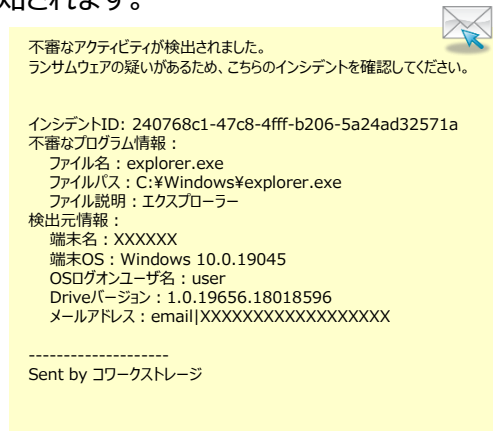 知されます。
不審なアクティビティが検出されました。
ランサムウェアの疑いがあるため、こちらのインシデントを確認してください。
インシデントID: 240768c1-47c8-4fff-b206-5a24ad32571a
不審なプログラム情報：
ファイル名：explorer.exe
ファイルパス：C:¥Windows¥explorer.exe
ファイル説明：エクスプローラー
検出元情報：
端末名：XXXXXX
端末OS：Windows 10.0.19045
OSログオンユーザ名：user
Driveバージョン：1.0.19656.18018596
メールアドレス：email|XXXXXXXXXXXXXXXXXX
--------------------
Sent by コワークストレージ